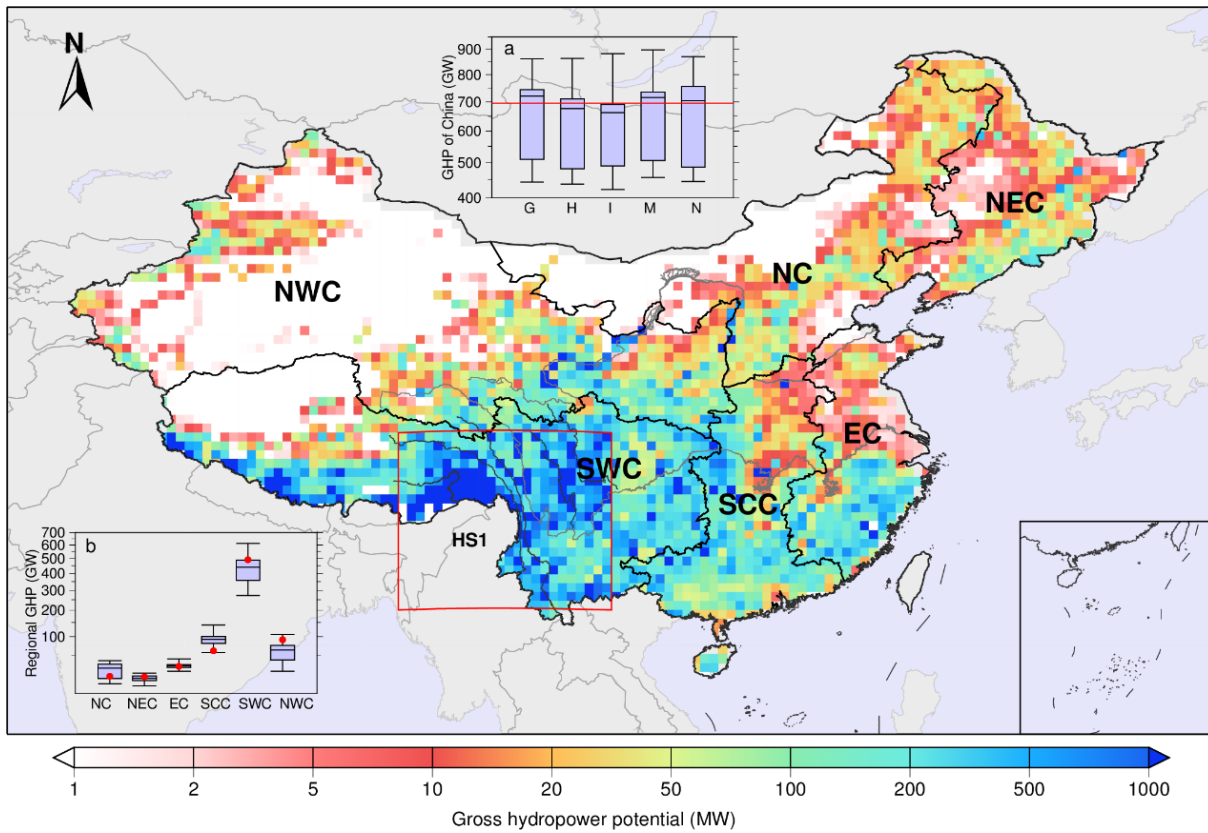 N
a
GHP of China (GW)
900
800
700
600
500
400
G H I M N
NEC
NC
NWC
EC
SWC
SCC
HS1
b
Regional GHP (GW)
700
600
500
400
300
200
100
NC NEC EC SCC SWC NWC
1 2 5 10 20 50 100 200 500 1000
Gross hydropower potential (MW)